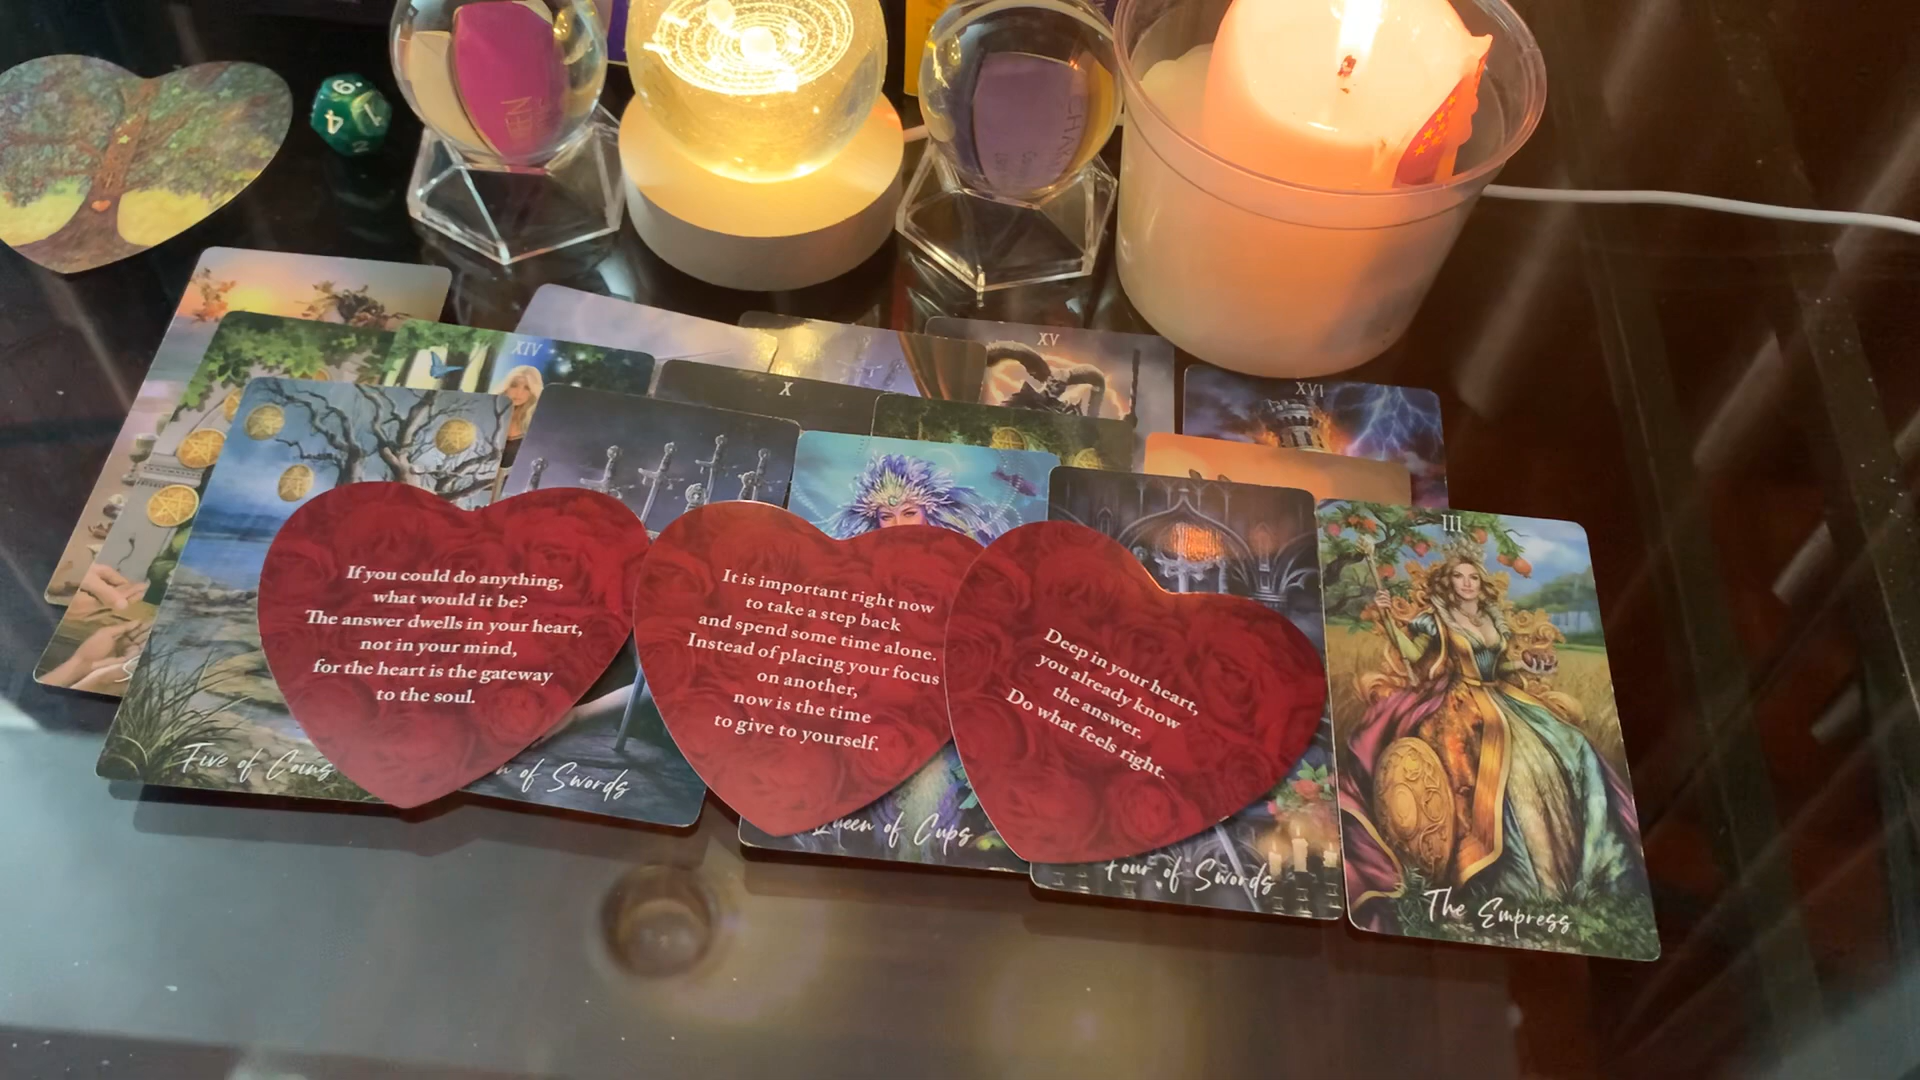 9
1
4
2
XIV
X
XV
XVI
III
If you could do anything,
what would it be?
The answer dwells in your heart,
not in your mind,
for the heart is the gateway
to the soul.
It is important right now
to take a step back
and spend some time alone.
Instead of placing your focus
on another,
now is the time
to give to yourself.
Deep in your heart,
you already know
the answer.
Do what feels right.
Five of Coins
of Swords
Queen of Cups
Four of Swords
The Empress